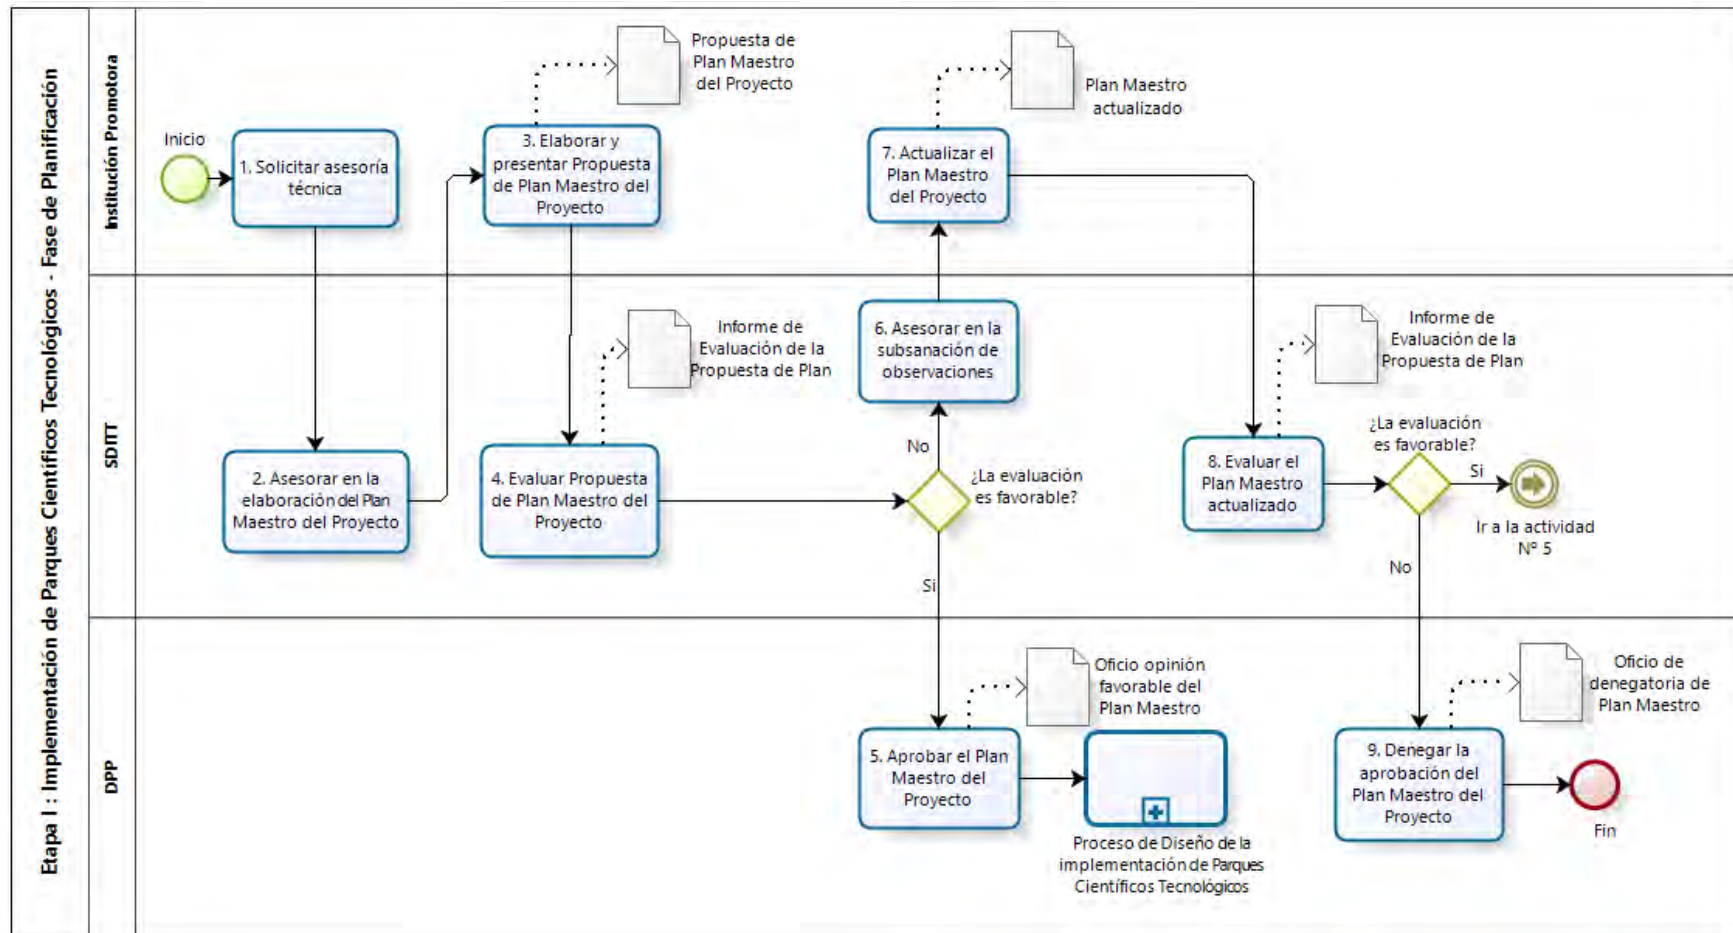 Etapa I : Implementación de Parques Científicos Tecnológicos - Fase de Planificación
Institución Promotora
Inicio
1. Solicitar asesoría
técnica
3. Elaborar y
presentar Propuesta
de Plan Maestro del
Proyecto
Propuesta de
Plan Maestro
del Proyecto
7. Actualizar el
Plan Maestro
del Proyecto
Plan Maestro
actualizado
SDITT
2. Asesorar en la
elaboración del Plan
Maestro del Proyecto
4. Evaluar Propuesta
de Plan Maestro del
Proyecto
Informe de
Evaluación de la
Propuesta de Plan
6. Asesorar en la
subsanación de
observaciones
No
¿La evaluación
es favorable?
Si
8. Evaluar el
Plan Maestro
actualizado
Informe de
Evaluación de la
Propuesta de Plan
¿La evaluación
es favorable?
Si
Ir a la actividad
Nº 5
No
DPP
5. Aprobar el Plan
Maestro del
Proyecto
Oficio opinión
favorable del
Plan Maestro
Proceso de Diseño de la
implementación de Parques
Científicos Tecnológicos
9. Denegar la
aprobación del
Plan Maestro del
Proyecto
Oficio de
denegatoria de
Plan Maestro
Fin